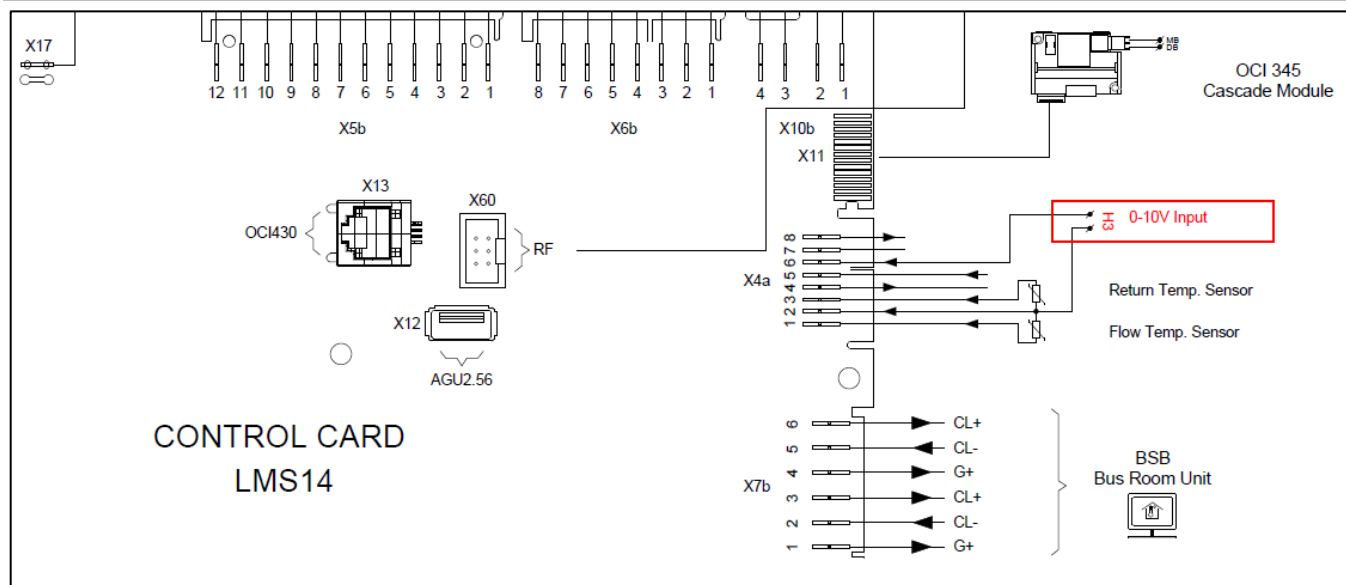 X17
12 11 10 9 8 7 6 5 4 3 2 1
X5b
8 7 6 5 4 3 2 1
X6b
4 3 2 1
X10b
X11
MB
DB
OCI 345
Cascade Module
X13
OCI430
X60
RF
X12
AGU2.56
H3
0-10V Input
X4a
8
7
6
5
4
3
2
1
Return Temp. Sensor
Flow Temp. Sensor
CONTROL CARD
LMS14
X7b
6 CL+
5 CL-
4 G+
3 CL+
2 CL-
1 G+
BSB
Bus Room Unit